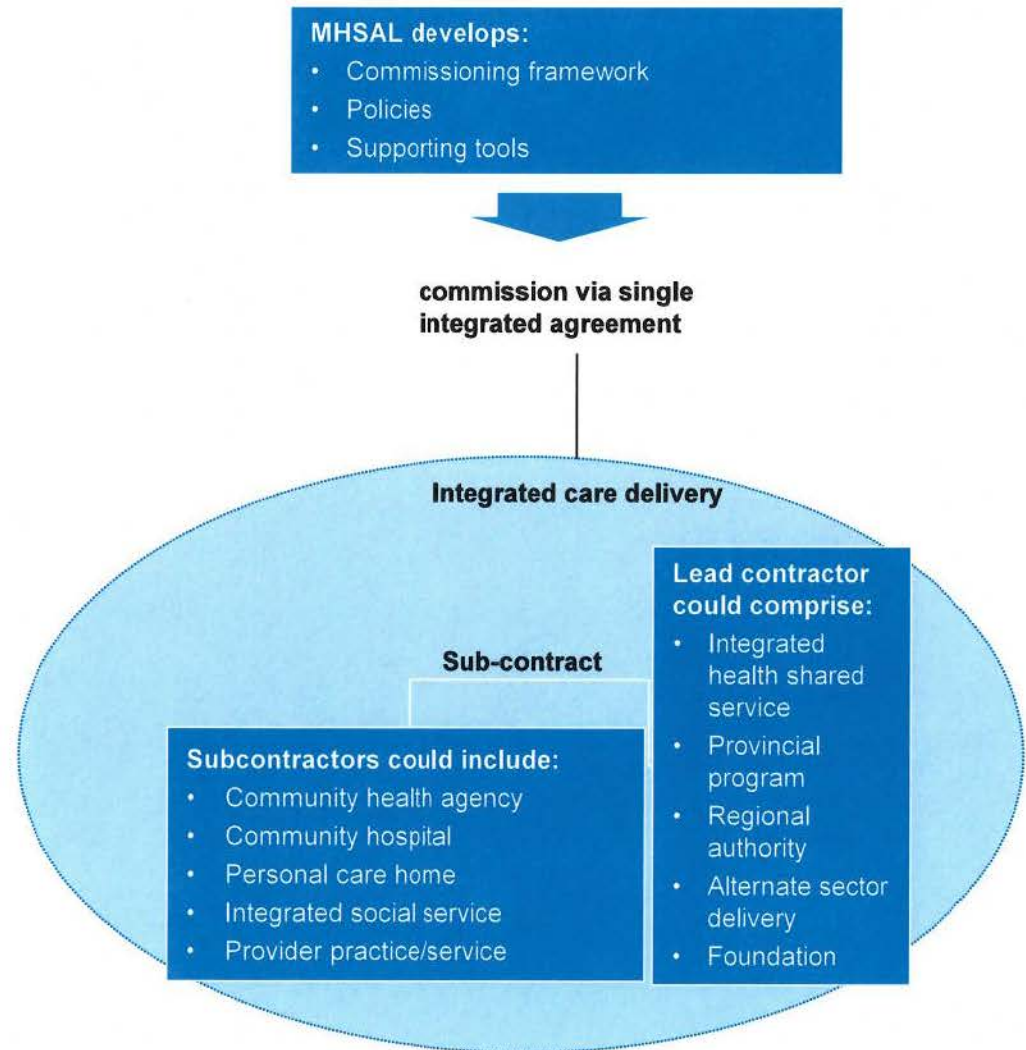 MHSAL develops:
• Commissioning framework
• Policies
• Supporting tools
commission via single
integrated agreement
Integrated care delivery
Lead contractor
could comprise:
• Integrated
health shared
service
• Provincial
program
• Regional
authority
• Alternate sector
delivery
• Foundation
Sub-contract
Subcontractors could include:
• Community health agency
• Community hospital
• Personal care home
• Integrated social service
• Provider practice/service